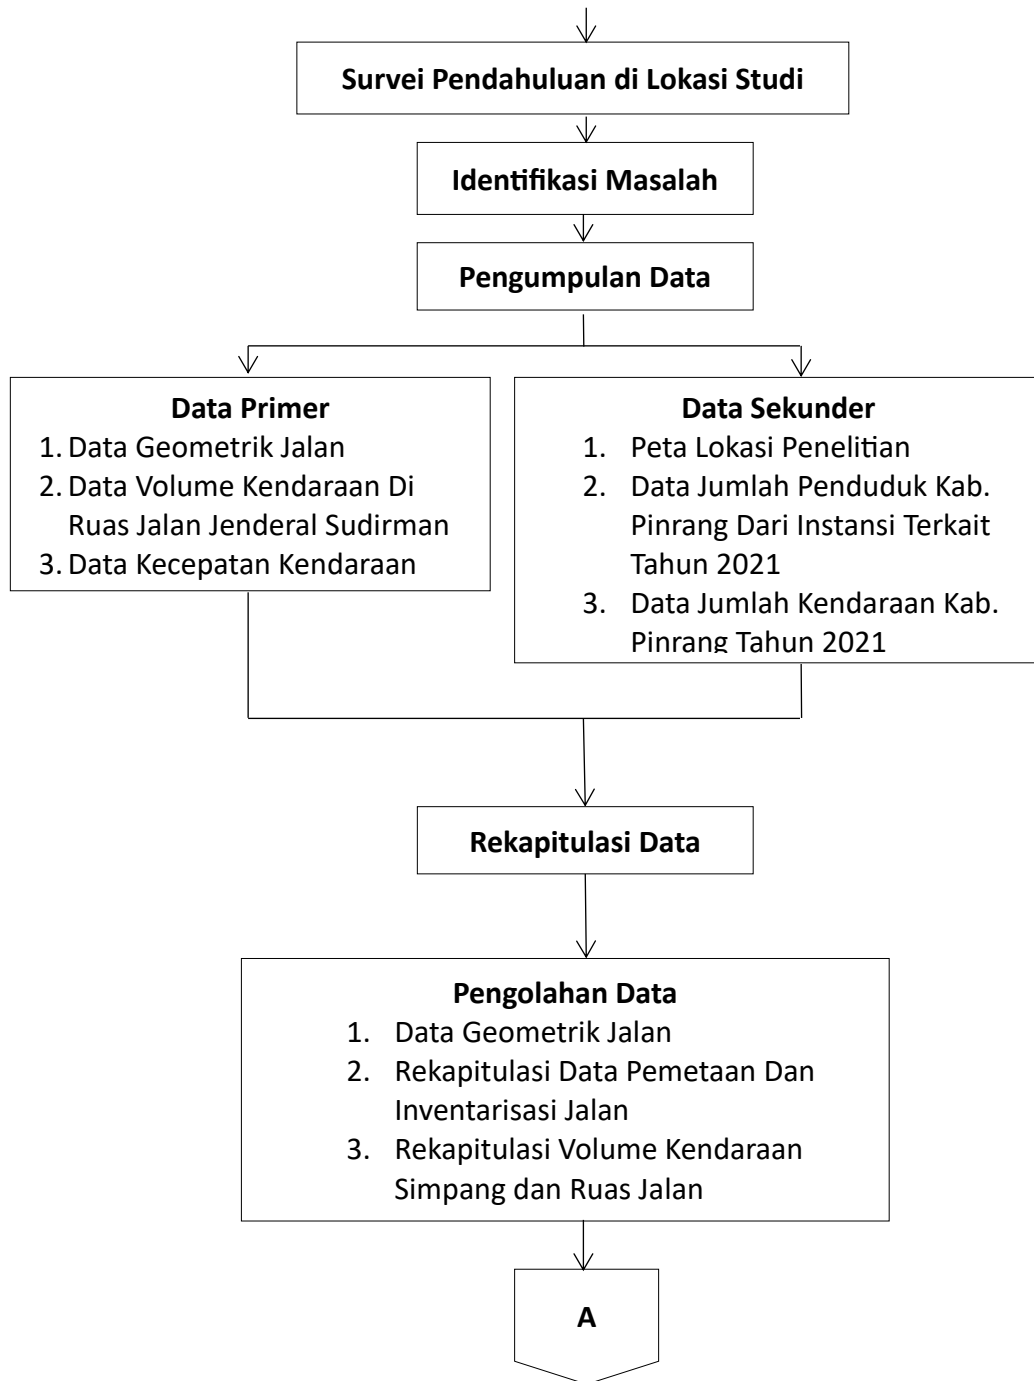 Survei Pendahuluan di Lokasi Studi
Identifikasi Masalah
Pengumpulan Data
Data Primer
1. Data Geometrik Jalan
2. Data Volume Kendaraan Di
Ruas Jalan Jenderal Sudirman
3. Data Kecepatan Kendaraan
Data Sekunder
1. Peta Lokasi Penelitian
2. Data Jumlah Penduduk Kab.
Pinrang Dari Instansi Terkait
Tahun 2021
3. Data Jumlah Kendaraan Kab.
Pinrang Tahun 2021
Rekapitulasi Data
Pengolahan Data
1. Data Geometrik Jalan
2. Rekapitulasi Data Pemetaan Dan
Inventarisasi Jalan
3. Rekapitulasi Volume Kendaraan
Simpang dan Ruas Jalan
A